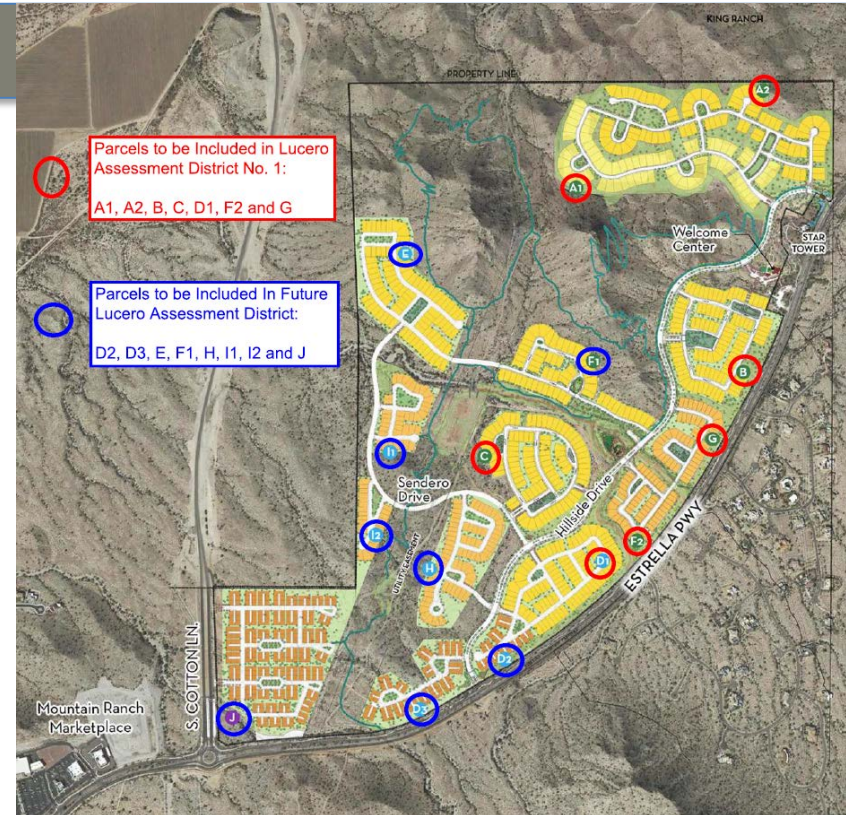 KING RANCH
PROPERTY LINE
A2
Parcels to be Included in Lucero
Assessment District No. 1:
A1, A2, B, C, D1, F2 and G
A1
Welcome
Center
STAR
TOWER
E
Parcels to be Included In Future
Lucero Assessment District:
D2, D3, E, F1, H, I1, I2 and J
F1
B
G
I1
C
Sendero
Drive
Hillside Drive
I2
F2
UTILITY EASEMENT
H
D1
ESTRELLA PWY
D2
S. COTTON LN.
D3
J
Mountain Ranch
Marketplace